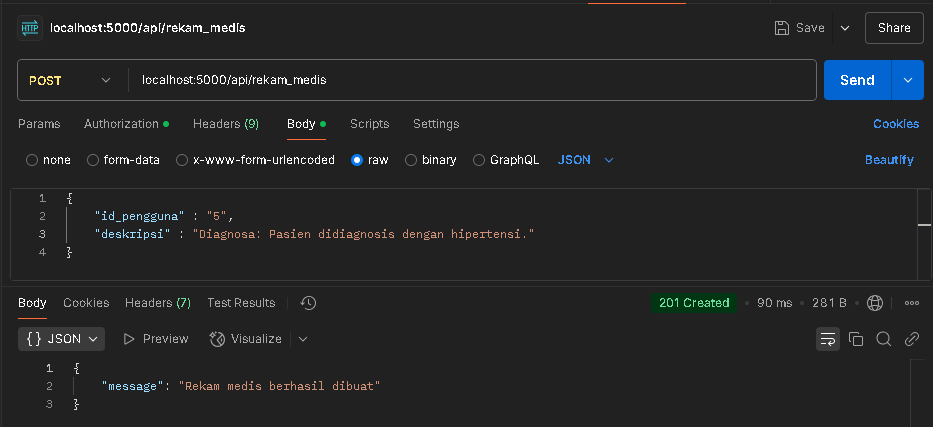 HTTP localhost:5000/api/rekam_medis Save Share
POST localhost:5000/api/rekam_medis Send
Params Authorization Headers (9) Body Scripts Settings Cookies
none form-data x-www-form-urlencoded raw binary GraphQL JSON Beautify
1 {
2 "id_pengguna" : "5",
3 "deskripsi" : "Diagnosa: Pasien didiagnosis dengan hipertensi."
4 }
Body Cookies Headers (7) Test Results 201 Created • 90 ms • 281 B •
{} JSON Preview Visualize
1 {
2 "message": "Rekam medis berhasil dibuat"
3 }